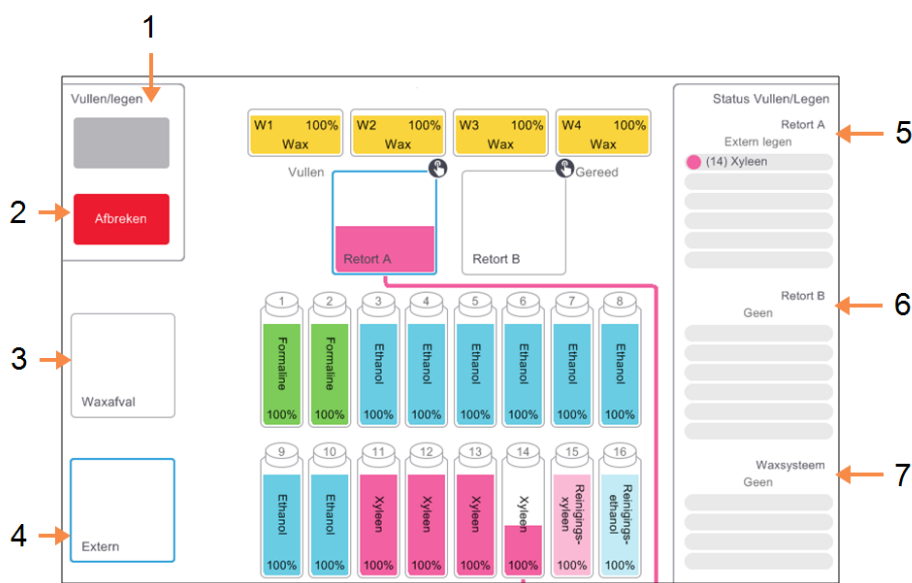 1
Vullen/legen
2
Afbreken
3
Waxafval
4
Extern
W1 100%
Wax
W2 100%
Wax
W3 100%
Wax
W4 100%
Wax
Vullen
Gereed
Retort A
Retort B
1
Formaline
100%
2
Formaline
100%
3
Ethanol
100%
4
Ethanol
100%
5
Ethanol
100%
6
Ethanol
100%
7
Ethanol
100%
8
Ethanol
100%
9
Ethanol
100%
10
Ethanol
100%
11
Xyleen
100%
12
Xyleen
100%
13
Xyleen
100%
14
Xyleen
100%
15
Reinigings-
xyleen
100%
16
Reinigings-
ethanol
100%
Status Vullen/Legen
Retort A
5
Extern legen
(14) Xyleen
Retort B
6
Geen
Waxsysteem
7
Geen